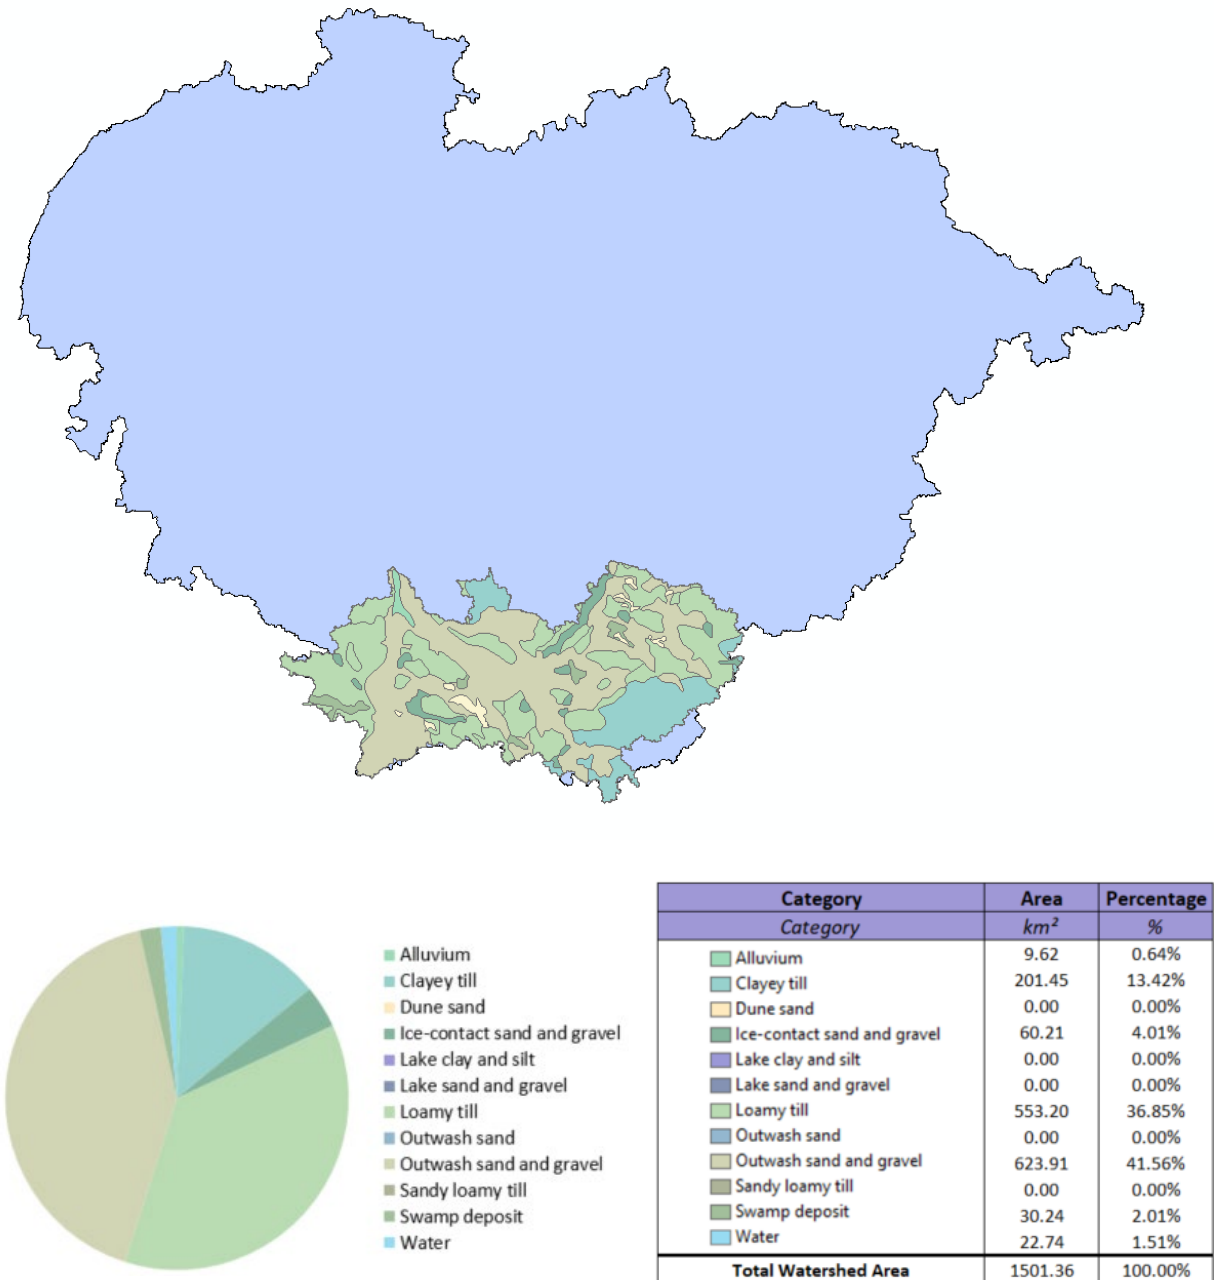 Alluvium
Clayey till
Dune sand
Ice-contact sand and gravel
Lake clay and silt
Lake sand and gravel
Loamy till
Outwash sand
Outwash sand and gravel
Sandy loamy till
Swamp deposit
Water
Category Area Percentage
Category km² %
Alluvium 9.62 0.64%
Clayey till 201.45 13.42%
Dune sand 0.00 0.00%
Ice-contact sand and gravel 60.21 4.01%
Lake clay and silt 0.00 0.00%
Lake sand and gravel 0.00 0.00%
Loamy till 553.20 36.85%
Outwash sand 0.00 0.00%
Outwash sand and gravel 623.91 41.56%
Sandy loamy till 0.00 0.00%
Swamp deposit 30.24 2.01%
Water 22.74 1.51%
Total Watershed Area 1501.36 100.00%